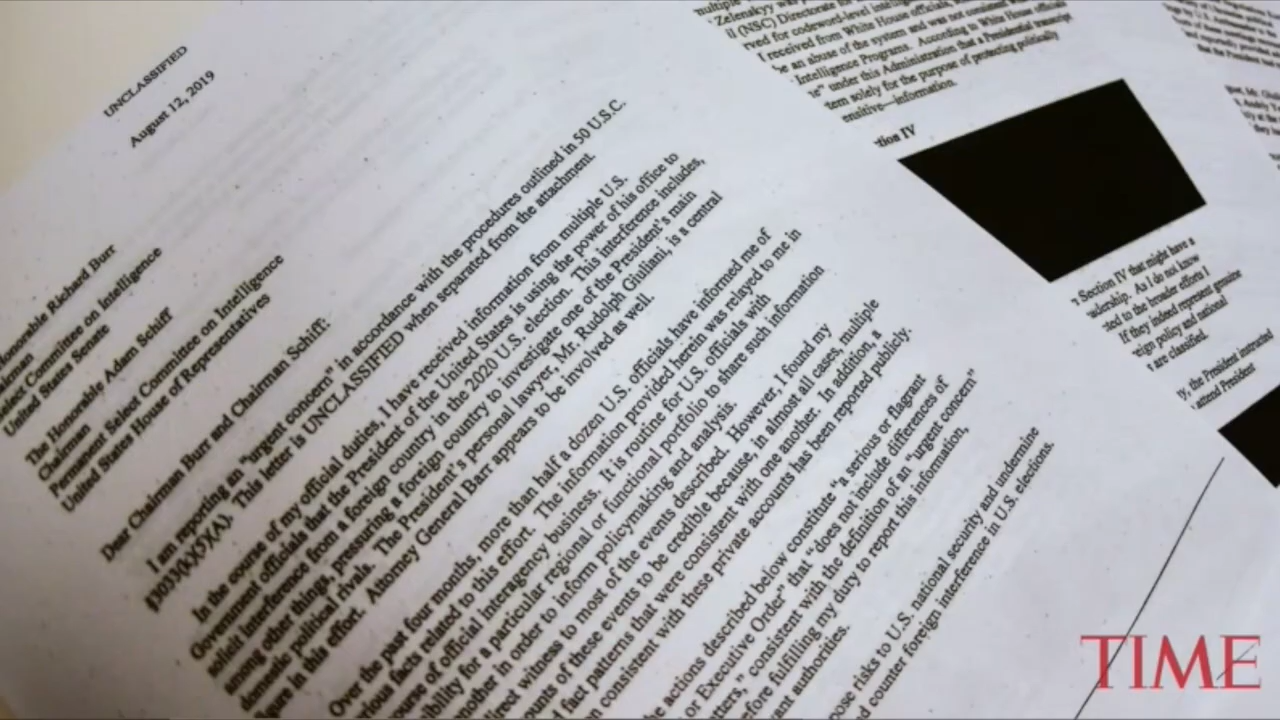 UNCLASSIFIED
August 12, 2019
Honorable Richard Burr
Select Committee on Intelligence
United States Senate
The Honorable Adam Schiff
Chairman
Permanent Select Committee on Intelligence
United States House of Representatives
Dear Chairman Burr and Chairman Schiff:
I am reporting an "urgent concern" in accordance with the procedures outlined in 50 U.S.C.
§3033(k)(5)(A). This letter is UNCLASSIFIED when separated from the attachment.
In the course of my official duties, I have received information from multiple U.S.
Government officials that the President of the United States is using the power of his office to
solicit interference from a foreign country in the 2020 U.S. election. This interference includes,
among other things, pressuring a foreign country to investigate one of the President's main
domestic political rivals. The President's personal lawyer, Mr. Rudolph Giuliani, is a central
figure in this effort. Attorney General Barr appears to be involved as well.
Over the past four months, more than half a dozen U.S. officials have informed me of
facts related to this effort. The information provided herein was relayed to me in
course of official interagency business. It is routine for U.S. officials with
for a particular regional or functional portfolio to share such information
another in order to inform policymaking and analysis.
witness to most of the events described. However, I found my
of these events to be credible because, in almost all cases, multiple
fact patterns that were consistent with one another. In addition, a
consistent with these private accounts has been reported publicly.
actions described below constitute "a serious or flagrant
or Executive Order" that "does not include differences of
consistent with the definition of an "urgent concern"
fulfilling my duty to report this information,
authorities.
risks to U.S. national security and undermine
counter foreign interference in U.S. elections.
multiple
Zelenskyy
(NSC) Directorate for
for codeword-level
I received from White House officials,
be an abuse of the system and was not
Intelligence Programs. According to White House officials
under this Administration that a Presidential transcript
solely for the purpose of protecting politically
information.
IV
Section IV that might have a
As I do not know
to the broader efforts I
If they indeed represent genuine
policy and national
are classified.
the President instructed
attend President
TIME